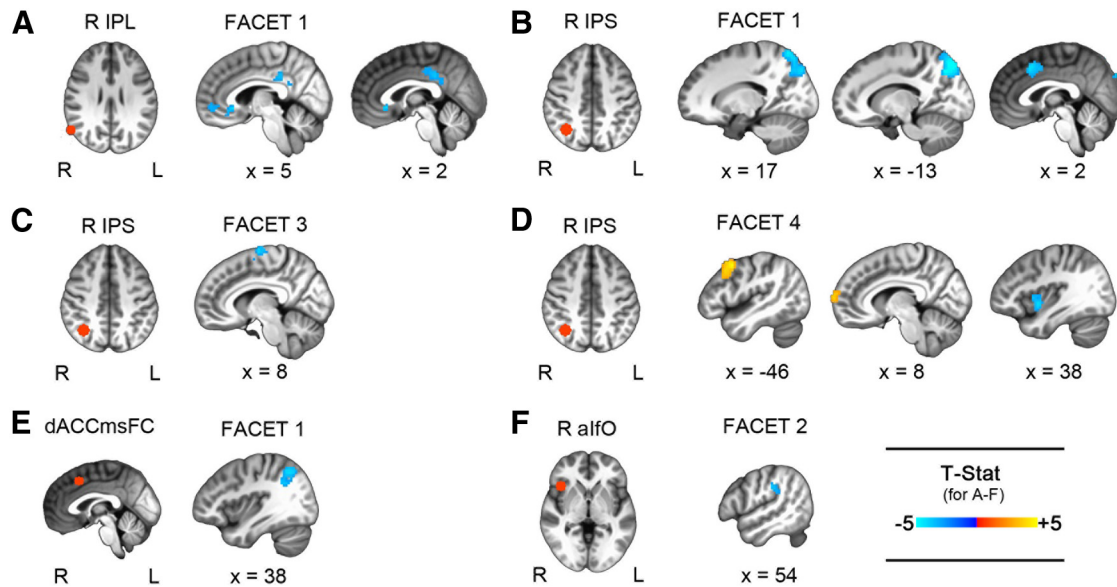 A
R IPL
FACET 1
R
L
x = 5
x = 2
B
R IPS
FACET 1
R
L
x = 17
x = -13
x = 2
C
R IPS
FACET 3
R
L
x = 8
D
R IPS
FACET 4
R
L
x = -46
x = 8
x = 38
E
dACCmsFC
FACET 1
R
L
x = 38
F
R aIfO
FACET 2
R
L
x = 54
T-Stat
(for A-F)
-5 +5